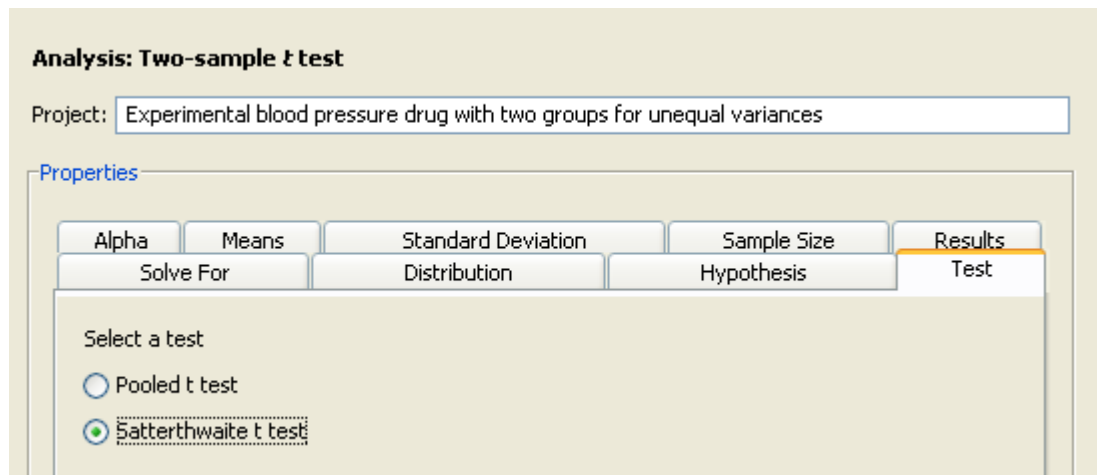 Analysis: Two-sample t test
Project: Experimental blood pressure drug with two groups for unequal variances
Properties
Alpha Means Standard Deviation Sample Size Results
Solve For Distribution Hypothesis Test
Select a test
Pooled t test
Satterthwaite t test